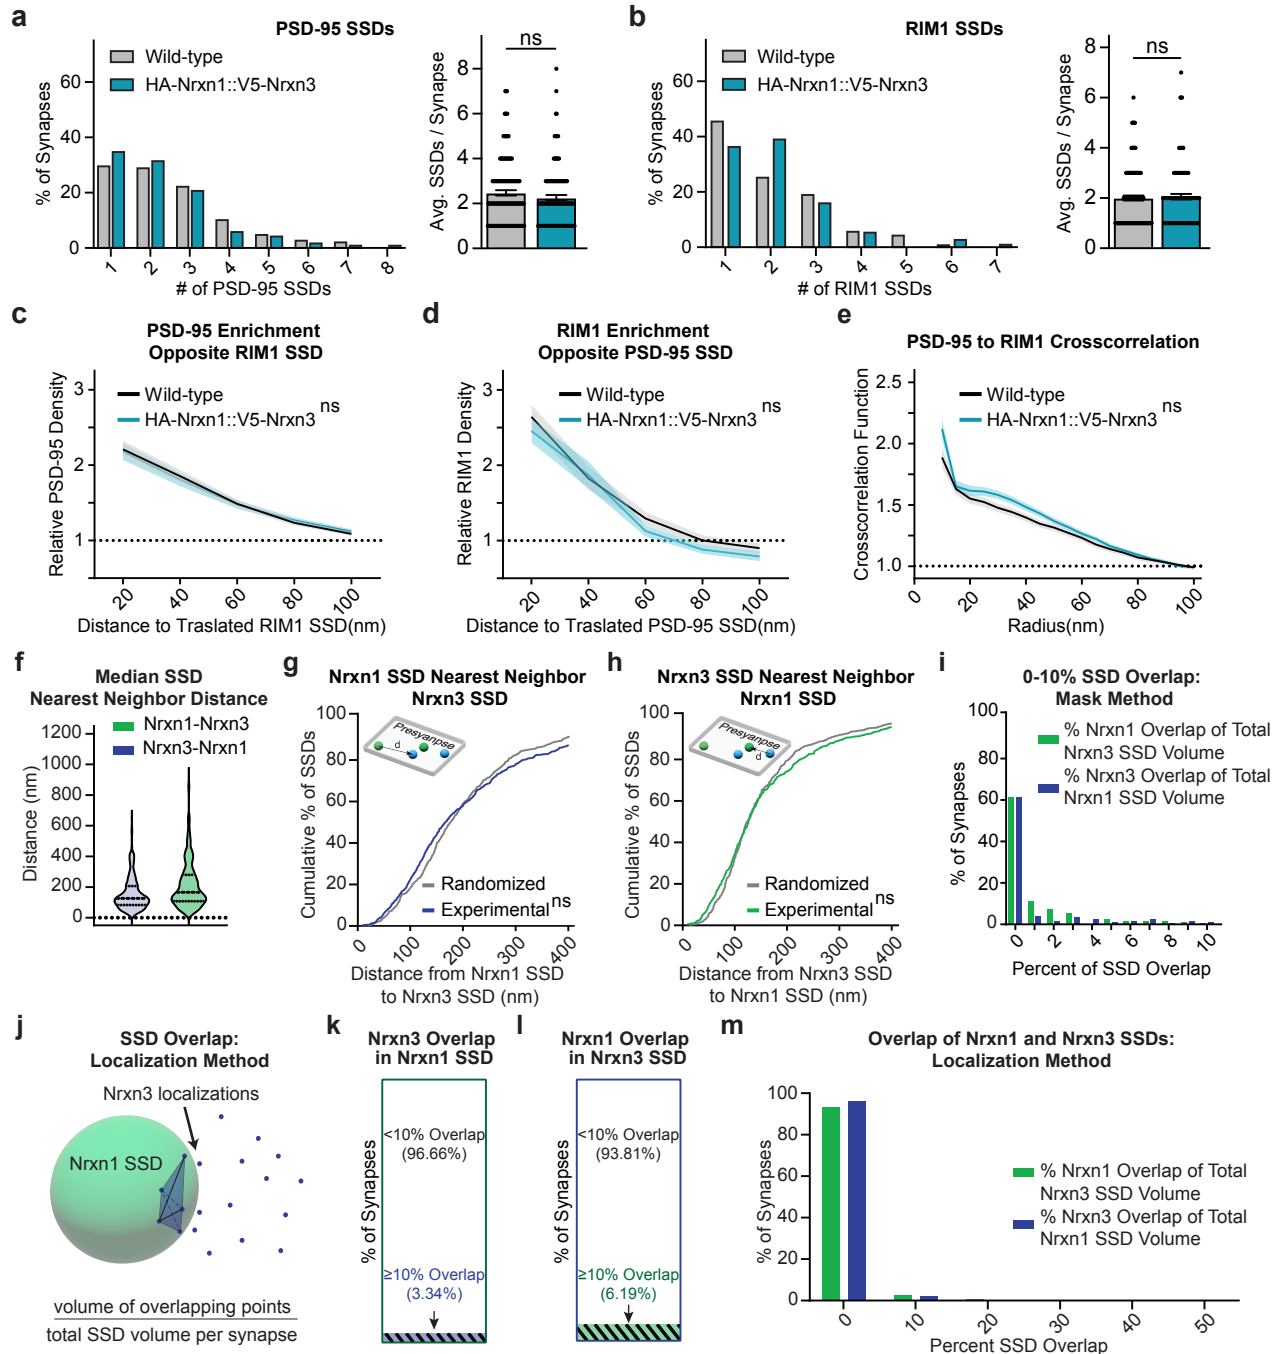 a
PSD-95 SSDs
Wild-type
HA-Nrxn1::V5-Nrxn3
% of Synapses
60
40
20
0
1 2 3 4 5 6 7 8
# of PSD-95 SSDs
ns
Avg. SSDs / Synapse
8
6
4
2
0
b
RIM1 SSDs
Wild-type
HA-Nrxn1::V5-Nrxn3
% of Synapses
60
40
20
0
1 2 3 4 5 6 7
# of RIM1 SSDs
ns
Avg. SSDs / Synapse
8
6
4
2
0
c
PSD-95 Enrichment
Opposite RIM1 SSD
Wild-type
HA-Nrxn1::V5-Nrxn3
ns
Relative PSD-95 Density
3
2
1
20 40 60 80 100
Distance to Traslated RIM1 SSD(nm)
d
RIM1 Enrichment
Opposite PSD-95 SSD
Wild-type
HA-Nrxn1::V5-Nrxn3
ns
Relative RIM1 Density
3
2
1
20 40 60 80 100
Distance to Traslated PSD-95 SSD(nm)
e
PSD-95 to RIM1 Crosscorrelation
Wild-type
HA-Nrxn1::V5-Nrxn3
ns
Crosscorrelation Function
2.5
2.0
1.5
1.0
0 20 40 60 80 100
Radius(nm)
f
Median SSD
Nearest Neighbor Distance
Nrxn1-Nrxn3
Nrxn3-Nrxn1
Distance (nm)
1200
1000
800
600
400
200
0
g
Nrxn1 SSD Nearest Neighbor
Nrxn3 SSD
Presyanpse
d
Cumulative % of SSDs
100
80
60
40
20
0
Randomized
Experimental
ns
0 100 200 300 400
Distance from Nrxn1 SSD
to Nrxn3 SSD (nm)
h
Nrxn3 SSD Nearest Neighbor
Nrxn1 SSD
Presyanpse
d
Cumulative % of SSDs
100
80
60
40
20
0
Randomized
Experimental
ns
0 100 200 300 400
Distance from Nrxn3 SSD
to Nrxn1 SSD (nm)
i
0-10% SSD Overlap:
Mask Method
% Nrxn1 Overlap of Total
Nrxn3 SSD Volume
% Nrxn3 Overlap of Total
Nrxn1 SSD Volume
% of Synapses
100
80
60
40
20
0
0 2 4 6 8 10
Percent of SSD Overlap
j
SSD Overlap:
Localization Method
Nrxn3 localizations
Nrxn1 SSD
volume of overlapping points
total SSD volume per synapse
k
Nrxn3 Overlap
in Nrxn1 SSD
% of Synapses
<10% Overlap
(96.66%)
≥10% Overlap
(3.34%)
l
Nrxn1 Overlap
in Nrxn3 SSD
% of Synapses
<10% Overlap
(93.81%)
≥10% Overlap
(6.19%)
m
Overlap of Nrxn1 and Nrxn3 SSDs:
Localization Method
% Nrxn1 Overlap of Total
Nrxn3 SSD Volume
% Nrxn3 Overlap of Total
Nrxn1 SSD Volume
% of Synapses
100
80
60
40
20
0
0 10 20 30 40 50
Percent SSD Overlap